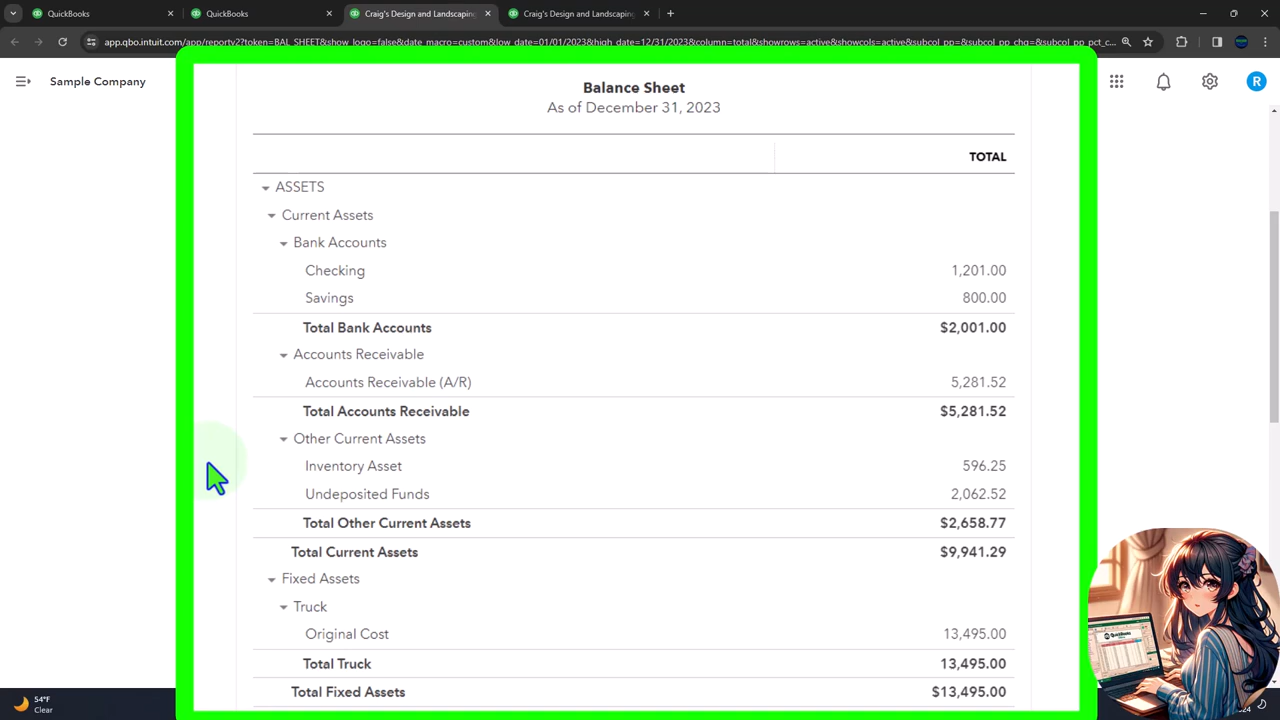 QuickBooks
QuickBooks
Craig's Design and Landscaping
Craig's Design and Landscaping
app.qbo.intuit.com/app/reportv2?token=BAL_SHEET&show_logo=false&date_macro=custom&low_date=01/01/2023&high_date=12/31/2023&column=total&showrows=active&showcols=active&subcol_pp=&subcol_pp_chg=&subcol_pp_pct_c...
Sample Company
R
Balance Sheet
As of December 31, 2023
TOTAL
ASSETS
Current Assets
Bank Accounts
Checking 1,201.00
Savings 800.00
Total Bank Accounts $2,001.00
Accounts Receivable
Accounts Receivable (A/R) 5,281.52
Total Accounts Receivable $5,281.52
Other Current Assets
Inventory Asset 596.25
Undeposited Funds 2,062.52
Total Other Current Assets $2,658.77
Total Current Assets $9,941.29
Fixed Assets
Truck
Original Cost 13,495.00
Total Truck 13,495.00
Total Fixed Assets $13,495.00
54°F
Clear
QuickBooks